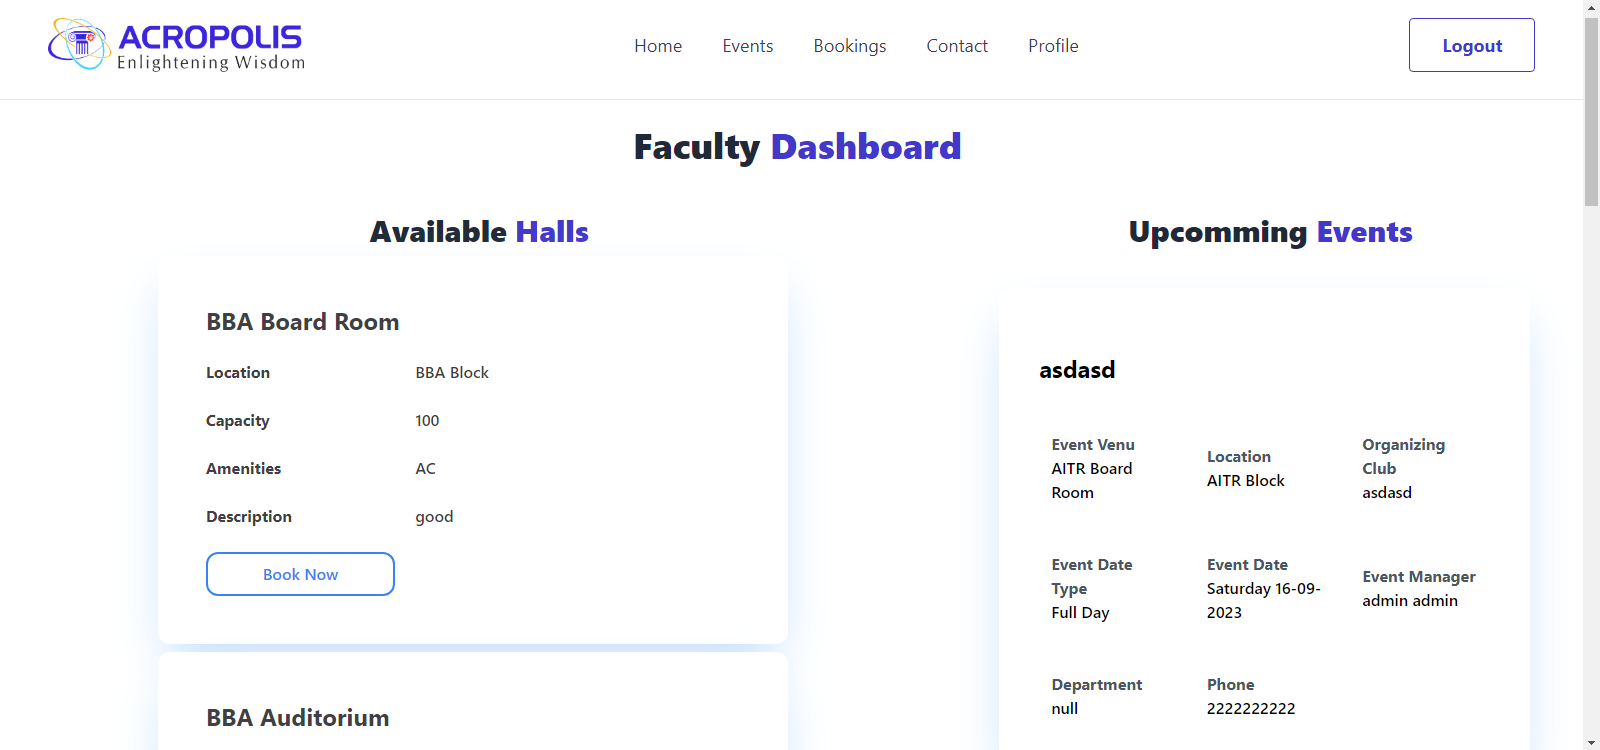 ACROPOLIS
Enlightening Wisdom
Home Events Bookings Contact Profile
Logout
Faculty Dashboard
Available Halls
BBA Board Room
Location BBA Block
Capacity 100
Amenities AC
Description good
Book Now
BBA Auditorium
Upcomming Events
asdasd
Event Venu
AITR Board
Room
Location
AITR Block
Organizing
Club
asdasd
Event Date
Type
Full Day
Event Date
Saturday 16-09-
2023
Event Manager
admin admin
Department
null
Phone
2222222222